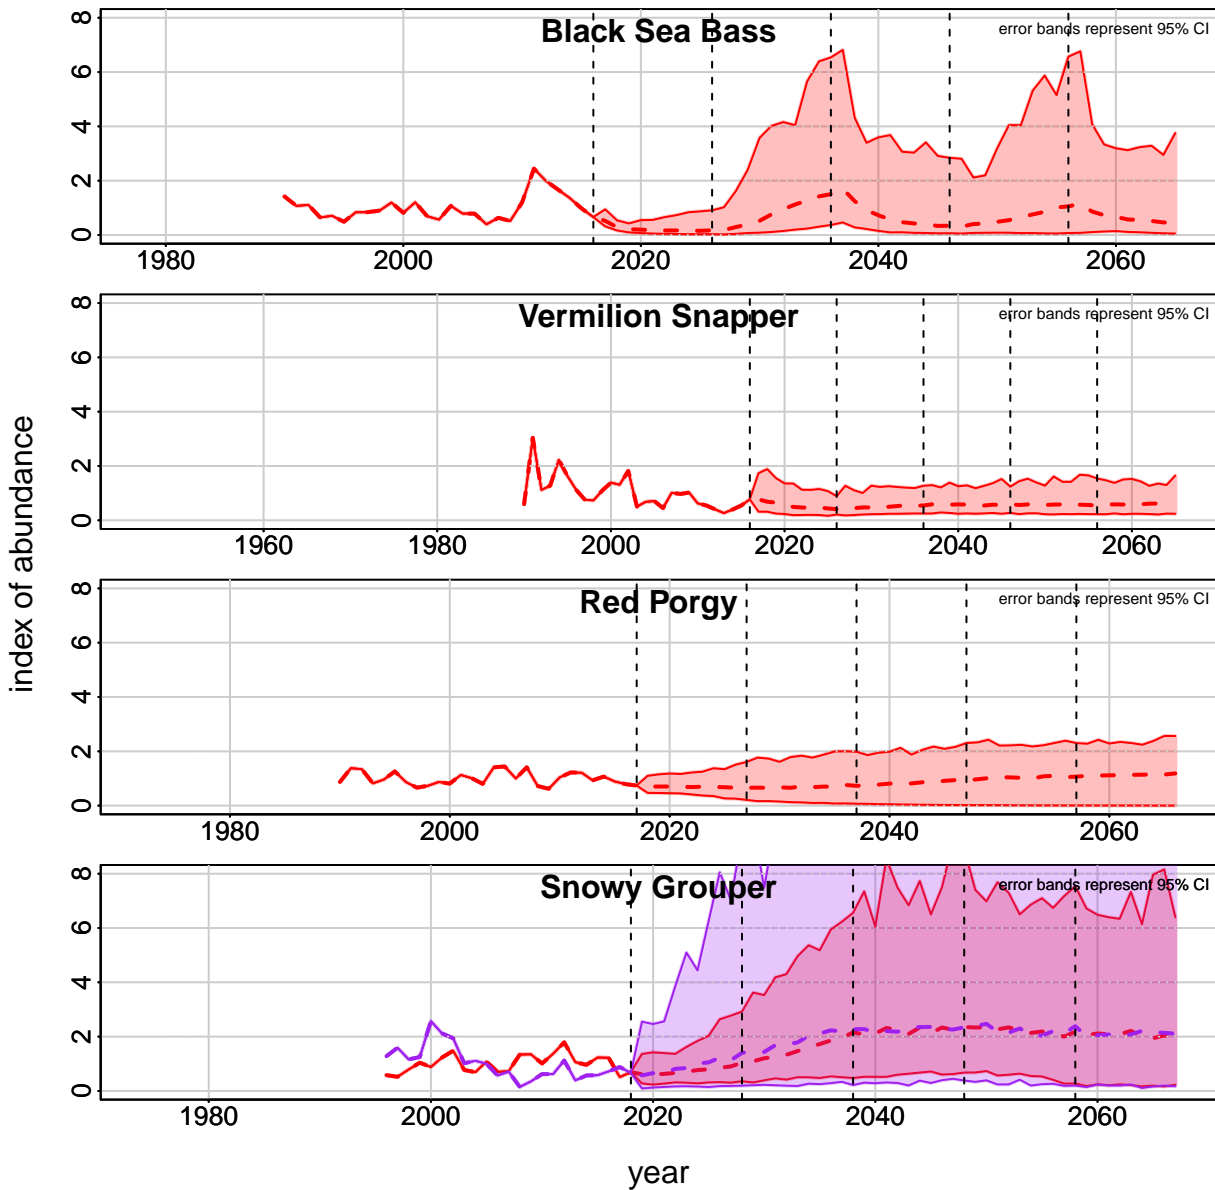 Black Sea Bass
error bands represent 95% CI
0 2 4 6 8
1980 2000 2020 2040 2060
Vermilion Snapper
error bands represent 95% CI
0 2 4 6 8
1960 1980 2000 2020 2040 2060
Red Porgy
error bands represent 95% CI
0 2 4 6 8
1980 2000 2020 2040 2060
Snowy Grouper
error bands represent 95% CI
0 2 4 6 8
1980 2000 2020 2040 2060
index of abundance
year